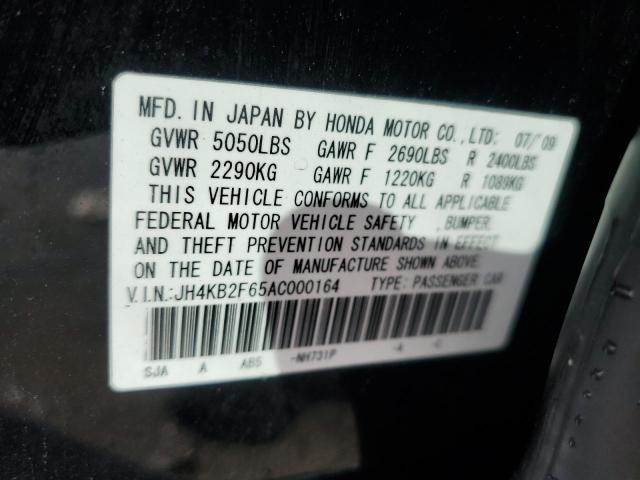 MFD. IN JAPAN BY HONDA MOTOR CO., LTD. 07/'09
GVWR 5050LBS GAWR F 2690LBS R 2400LBS
GVWR 2290KG GAWR F 1220KG R 1089KG
THIS VEHICLE CONFORMS TO ALL APPLICABLE
FEDERAL MOTOR VEHICLE SAFETY , BUMPER,
AND THEFT PREVENTION STANDARDS IN EFFECT
ON THE DATE OF MANUFACTURE SHOWN ABOVE.
V.I.N.:JH4KB2F65AC000164 TYPE: PASSENGER CAR
SJA A AB5 -NH731P -A -C